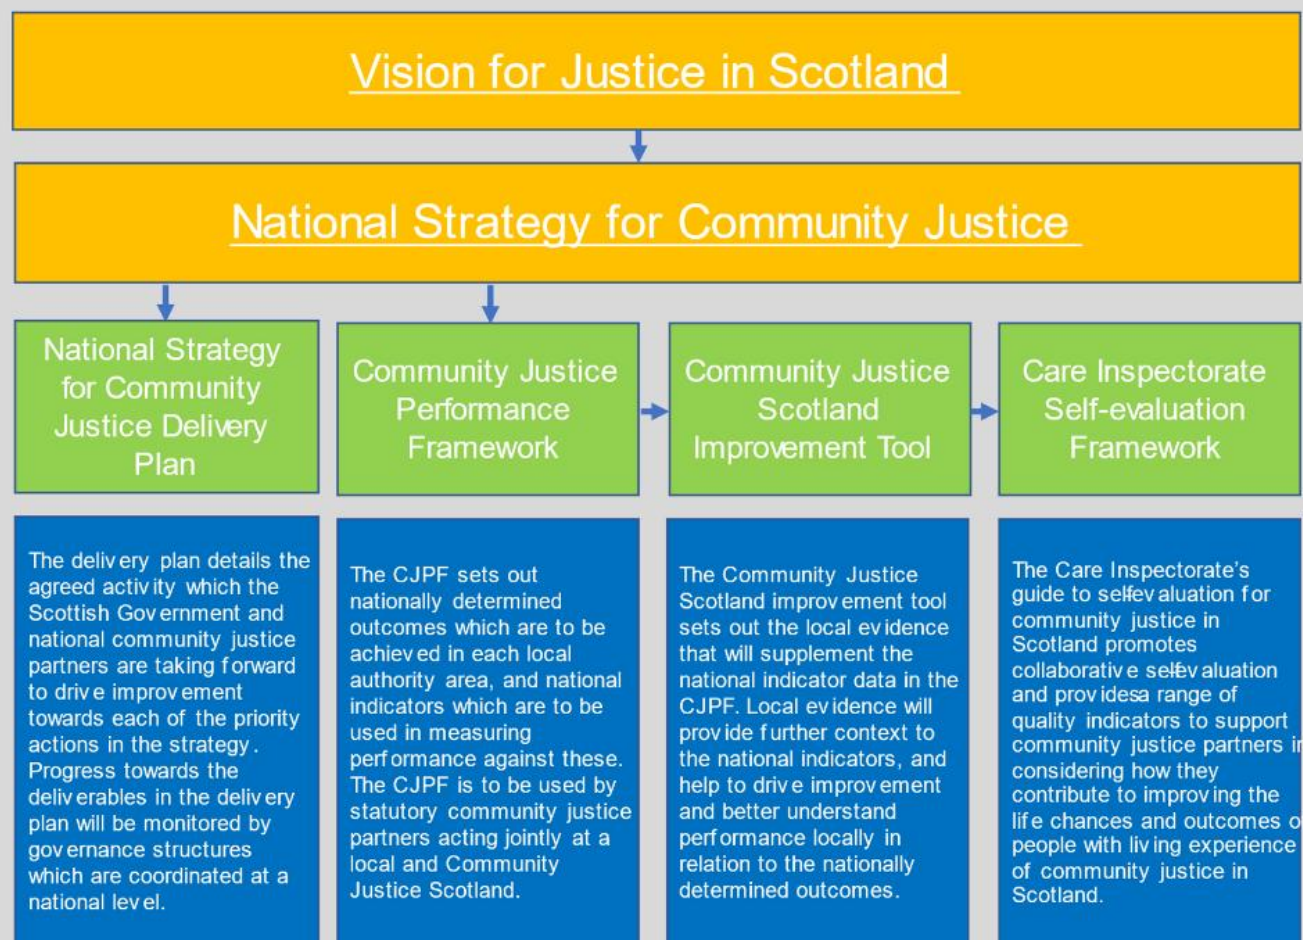 Vision for Justice in Scotland
National Strategy for Community Justice
National Strategy
for Community
Justice Delivery
Plan
Community Justice
Performance
Framework
Community Justice
Scotland
Improvement Tool
Care Inspectorate
Self-evaluation
Framework
The delivery plan details the
agreed activity which the
Scottish Government and
national community justice
partners are taking forward
to drive improvement
towards each of the priority
actions in the strategy.
Progress towards the
deliverables in the delivery
plan will be monitored by
governance structures
which are coordinated at a
national level.
The CJPF sets out
nationally determined
outcomes which are to be
achieved in each local
authority area, and national
indicators which are to be
used in measuring
performance against these.
The CJPF is to be used by
statutory community justice
partners acting jointly at a
local and Community
Justice Scotland.
The Community Justice
Scotland improvement tool
sets out the local evidence
that will supplement the
national indicator data in the
CJPF. Local evidence will
provide further context to
the national indicators, and
help to drive improvement
and better understand
performance locally in
relation to the nationally
determined outcomes.
The Care Inspectorate's
guide to self-evaluation for
community justice in
Scotland promotes
collaborative self-evaluation
and provides a range of
quality indicators to support
community justice partners in
considering how they
contribute to improving the
life chances and outcomes o
people with living experience
of community justice in
Scotland.